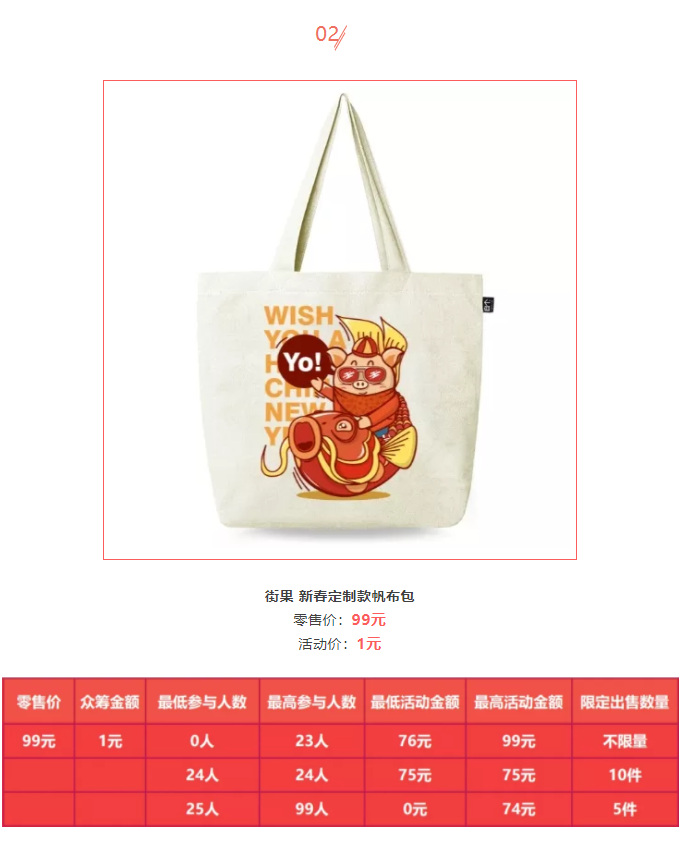 02
WISH
YOU A
H
Yo!
CHI
NEW
YE
街果 新春定制款帆布包
零售价：99元
活动价：1元
零售价 众筹金额 最低参与人数 最高参与人数 最低活动金额 最高活动金额 限定出售数量
99元 1元 0人 23人 76元 99元 不限量
24人 24人 75元 75元 10件
25人 99人 0元 74元 5件